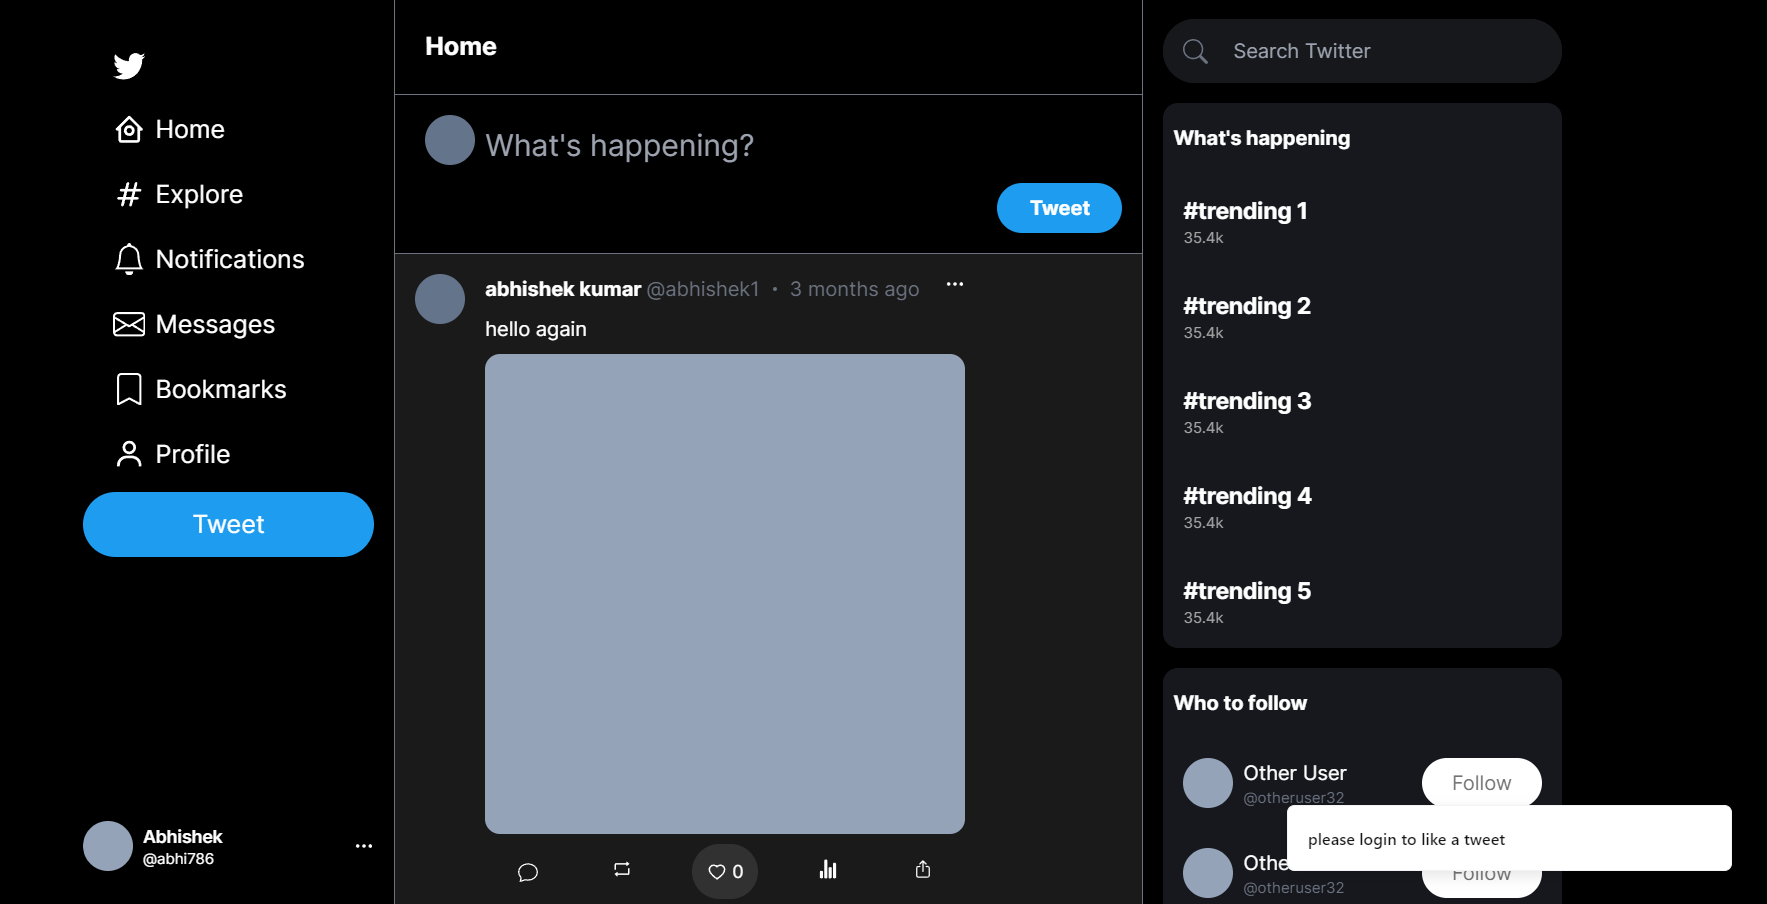 Home
Explore
Notifications
Messages
Bookmarks
Profile
Tweet
Abhishek
@abhi786
Home
What's happening?
Tweet
abhishek kumar @abhishek1 · 3 months ago
hello again
0
Search Twitter
What's happening
#trending 1
35.4k
#trending 2
35.4k
#trending 3
35.4k
#trending 4
35.4k
#trending 5
35.4k
Who to follow
Other User
@otheruser32
Follow
please login to like a tweet
Othe
@otheruser32
Follow